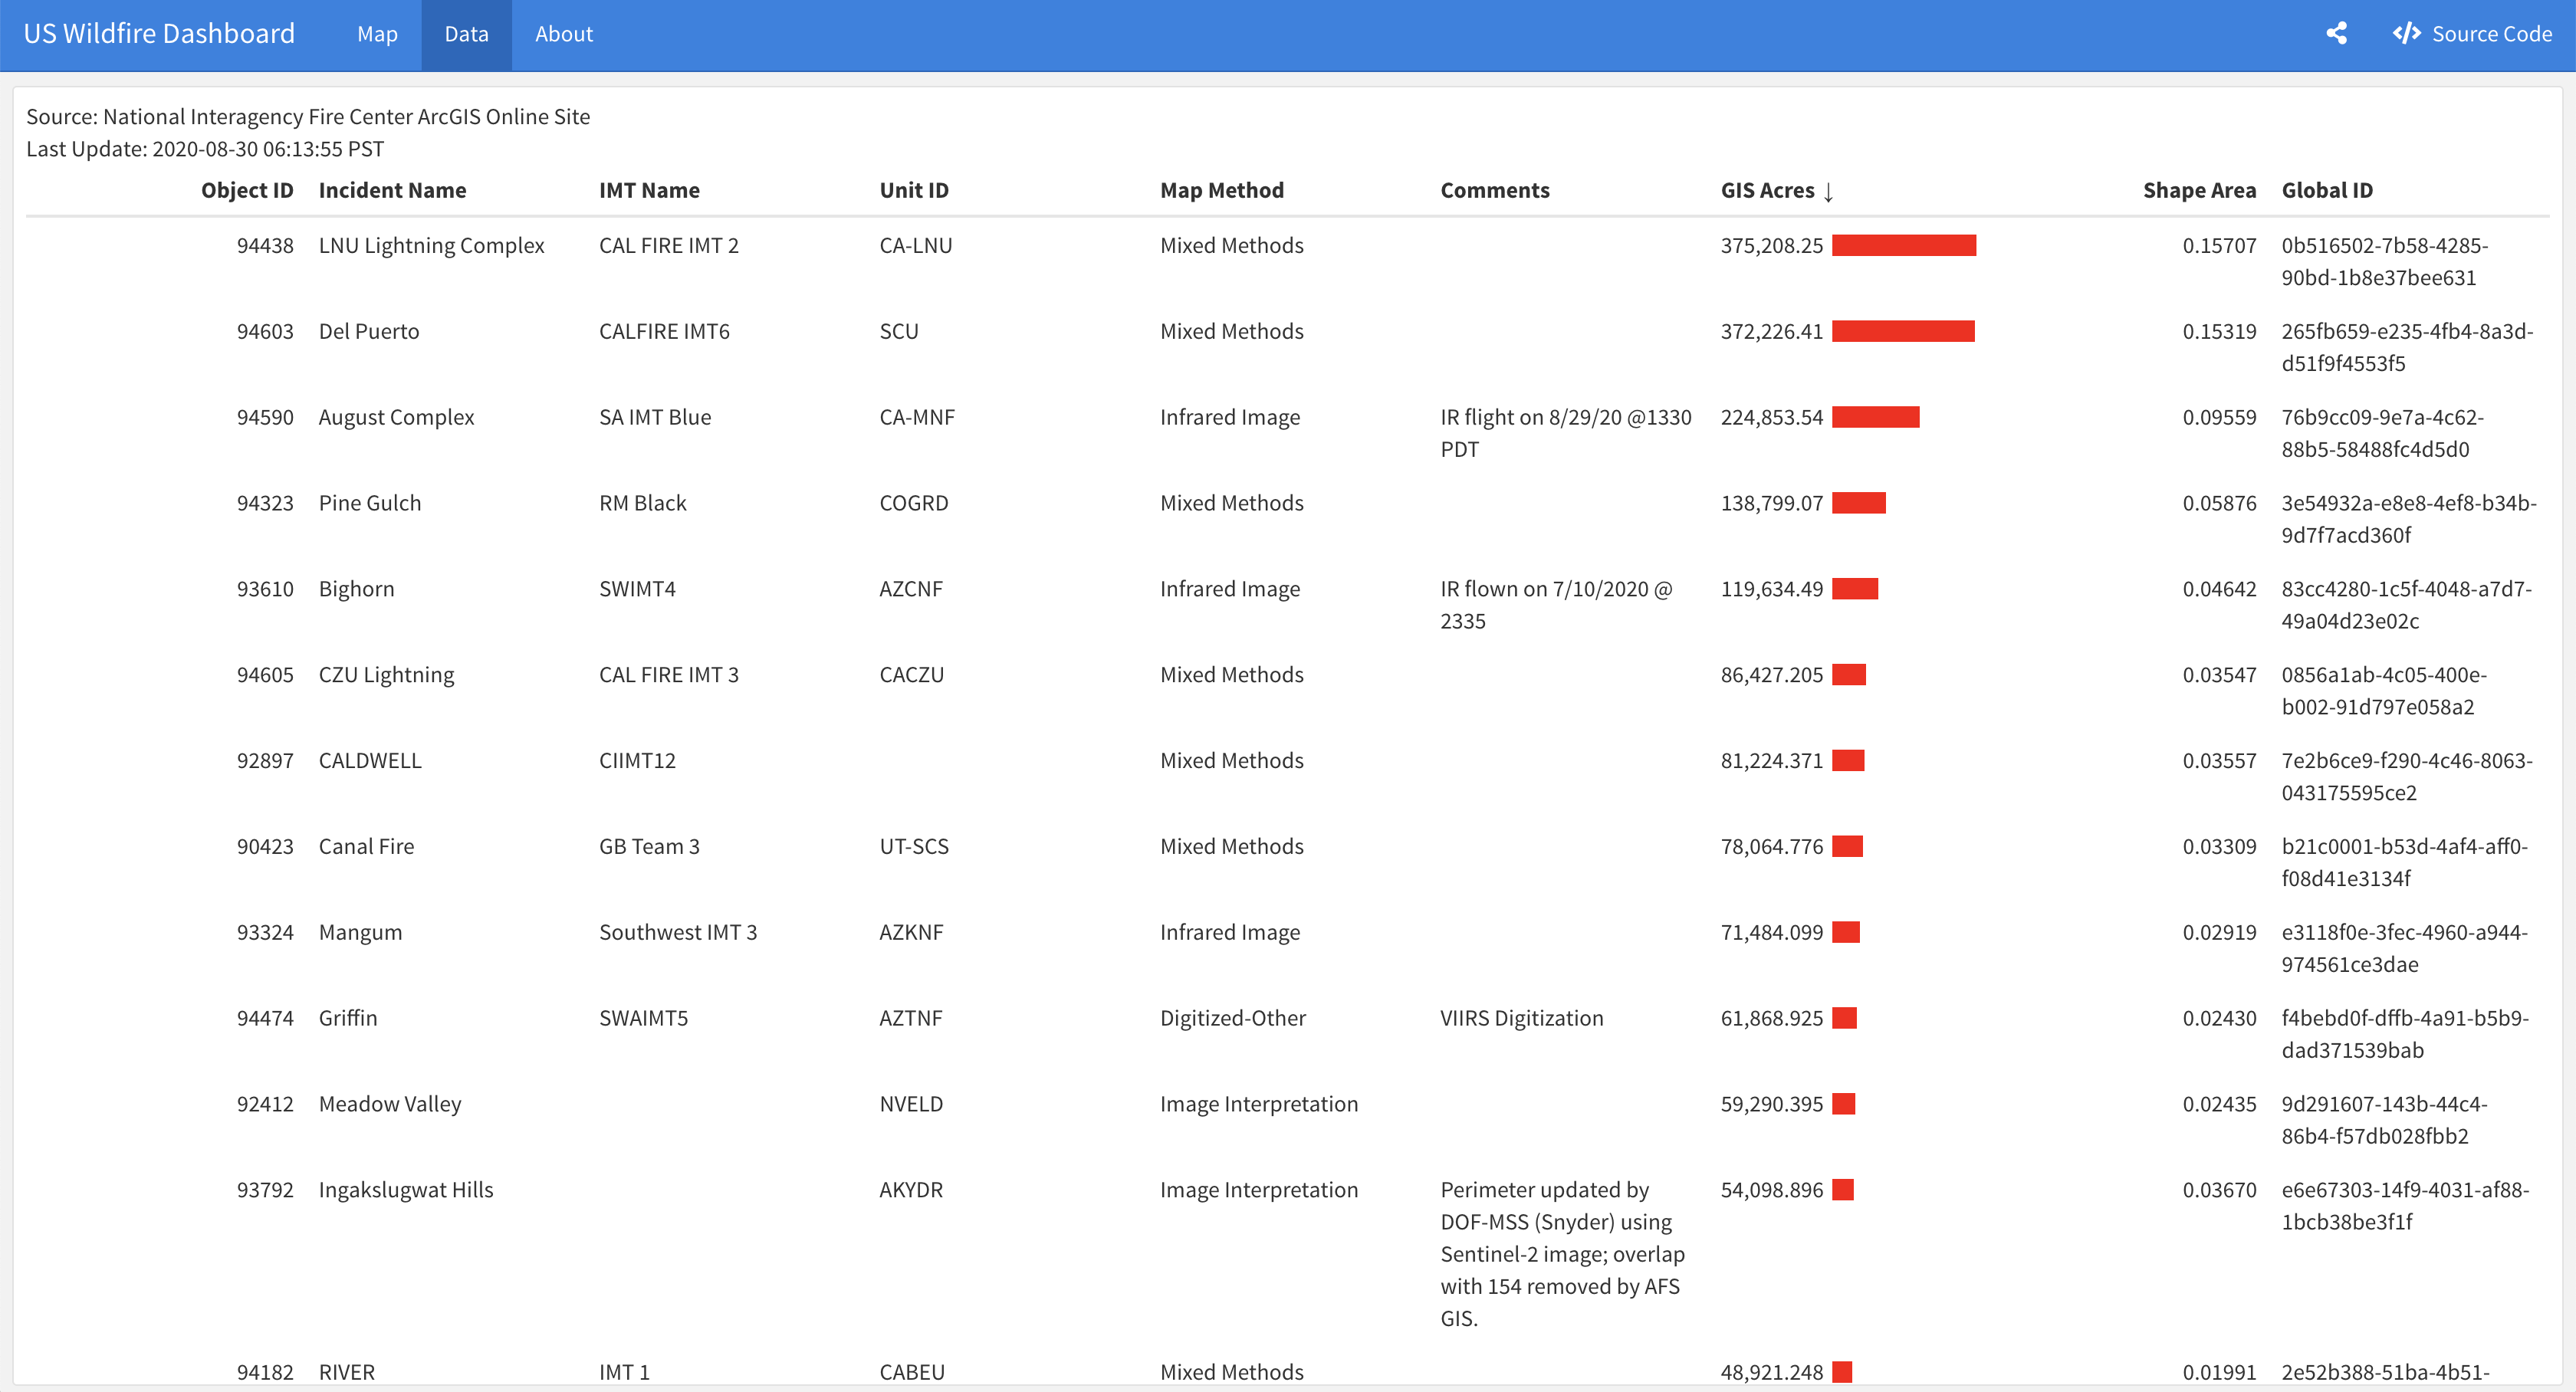 US Wildfire Dashboard Map Data About Source Code
Source: National Interagency Fire Center ArcGIS Online Site
Last Update: 2020-08-30 06:13:55 PST
Object ID Incident Name IMT Name Unit ID Map Method Comments GIS Acres ↓ Shape Area Global ID
94438 LNU Lightning Complex CAL FIRE IMT 2 CA-LNU Mixed Methods 375,208.25 0.15707 0b516502-7b58-4285-
90bd-1b8e37bee631
94603 Del Puerto CALFIRE IMT6 SCU Mixed Methods 372,226.41 0.15319 265fb659-e235-4fb4-8a3d-
d51f9f4553f5
94590 August Complex SA IMT Blue CA-MNF Infrared Image IR flight on 8/29/20 @1330 224,853.54 0.09559 76b9cc09-9e7a-4c62-
PDT 88b5-58488fc4d5d0
94323 Pine Gulch RM Black COGRD Mixed Methods 138,799.07 0.05876 3e54932a-e8e8-4ef8-b34b-
9d7f7acd360f
93610 Bighorn SWIMT4 AZCNF Infrared Image IR flown on 7/10/2020 @ 119,634.49 0.04642 83cc4280-1c5f-4048-a7d7-
2335 49a04d23e02c
94605 CZU Lightning CAL FIRE IMT 3 CACZU Mixed Methods 86,427.205 0.03547 0856a1ab-4c05-400e-
b002-91d797e058a2
92897 CALDWELL CIIMT12 Mixed Methods 81,224.371 0.03557 7e2b6ce9-f290-4c46-8063-
043175595ce2
90423 Canal Fire GB Team 3 UT-SCS Mixed Methods 78,064.776 0.03309 b21c0001-b53d-4af4-aff0-
f08d41e3134f
93324 Mangum Southwest IMT 3 AZKNF Infrared Image 71,484.099 0.02919 e3118f0e-3fec-4960-a944-
974561ce3dae
94474 Griffin SWAIMT5 AZTNF Digitized-Other VIIRS Digitization 61,868.925 0.02430 f4bebd0f-dffb-4a91-b5b9-
dad371539bab
92412 Meadow Valley NVELD Image Interpretation 59,290.395 0.02435 9d291607-143b-44c4-
86b4-f57db028fbb2
93792 Ingakslugwat Hills AKYDR Image Interpretation Perimeter updated by 54,098.896 0.03670 e6e67303-14f9-4031-af88-
DOF-MSS (Snyder) using 1bcb38be3f1f
Sentinel-2 image; overlap
with 154 removed by AFS
GIS.
94182 RIVER IMT 1 CABEU Mixed Methods 48,921.248 0.01991 2e52b388-51ba-4b51-